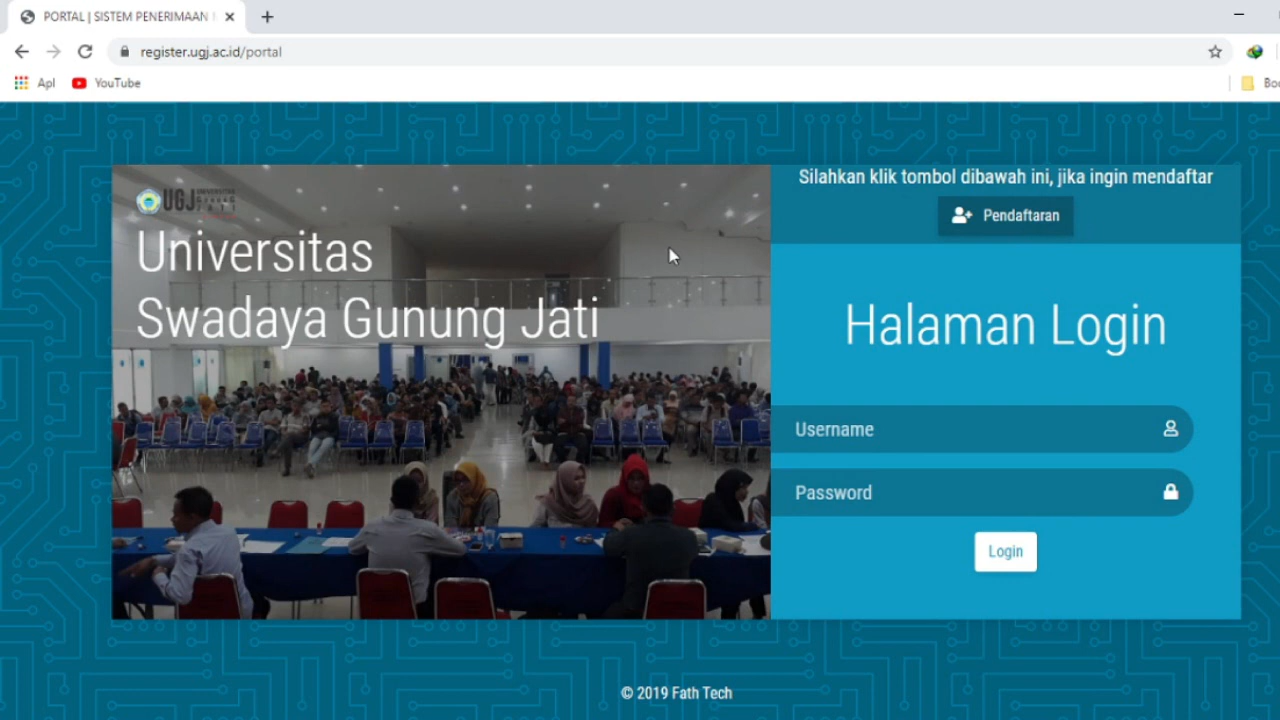 PORTAL | SISTEM PENERIMAAN
register.ugj.ac.id/portal
Apl
YouTube
Silahkan klik tombol dibawah ini, jika ingin mendaftar
Pendaftaran
UGJ
Universitas
Swadaya Gunung Jati
Halaman Login
Username
Password
Login
© 2019 Fath Tech